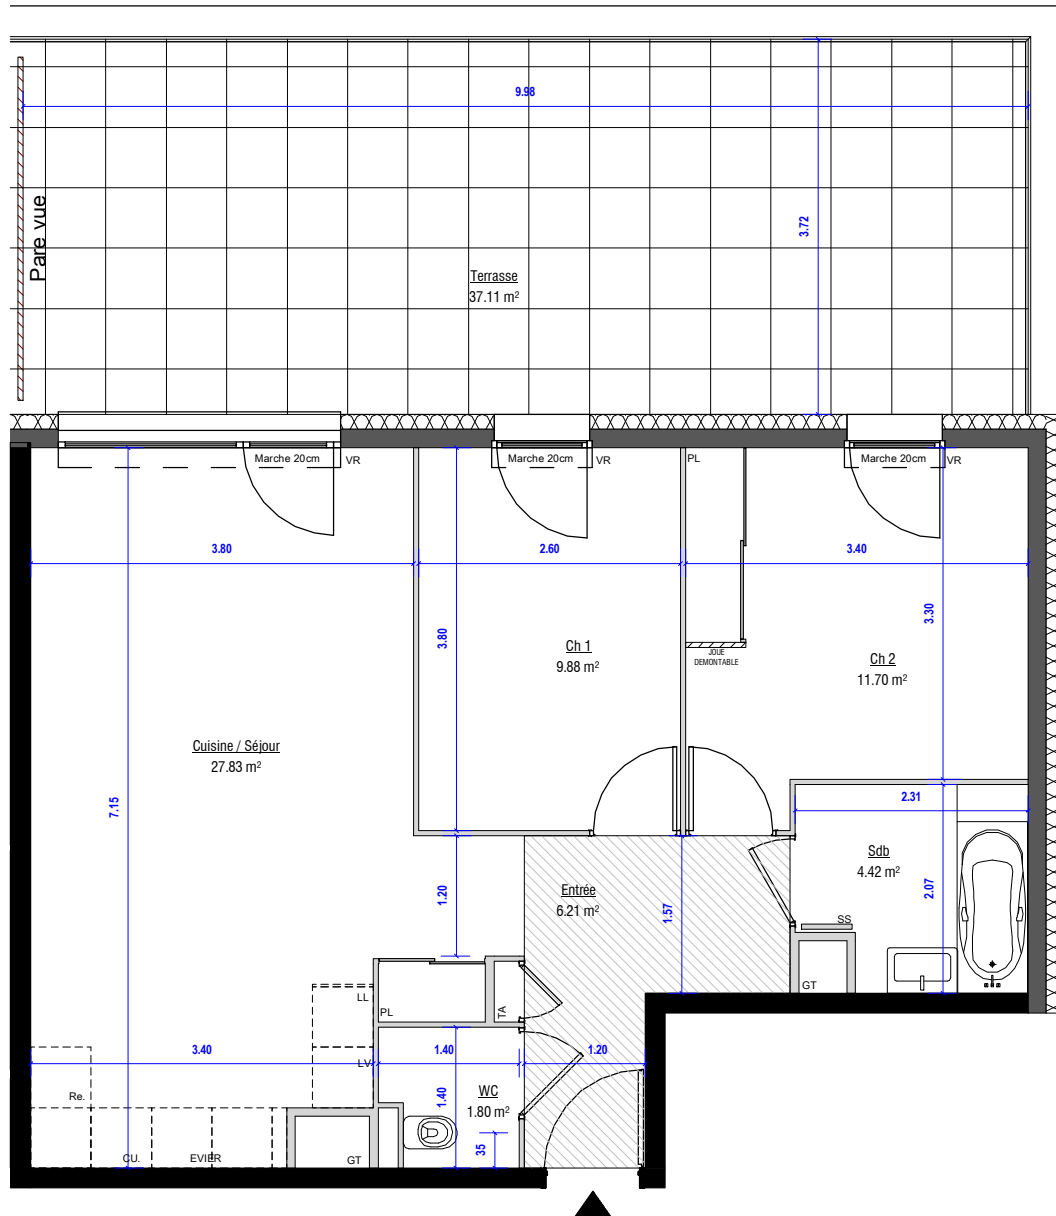 9.98
3.72
Pare vue
Terrasse
37.11 m²
Marche 20cm
VR
Marche 20cm
VR
PL
Marche 20cm
VR
3.80
2.60
3.40
3.80
3.30
Ch 1
9.88 m²
JOUE
DEMONTABLE
Ch 2
11.70 m²
Cuisine / Séjour
27.83 m²
7.15
2.31
Sdb
4.42 m²
2.07
1.20
Entrée
6.21 m²
1.57
SS
GT
LL
PL
TA
3.40
LV
1.40
1.20
1.40
WC
1.80 m²
Re.
35
CU.
EVIER
GT